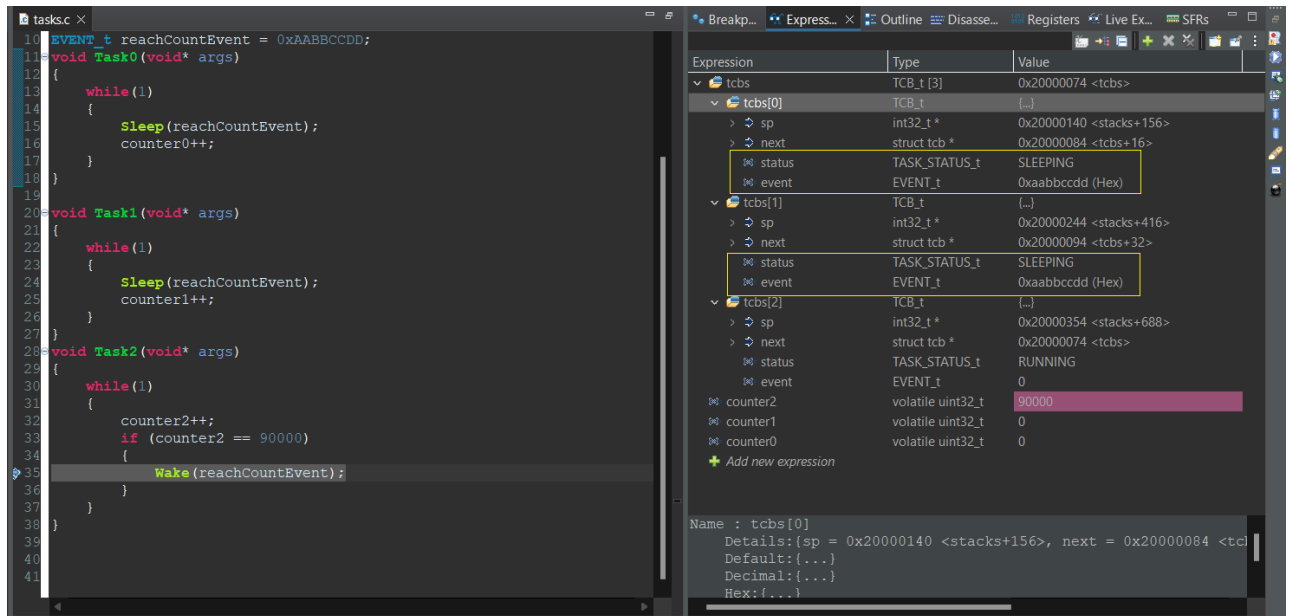 tasks.c
10 EVENT_t reachCountEvent = 0xAABBCCDD;
11 void Task0(void* args)
12 {
13 while(1)
14 {
15 Sleep(reachCountEvent);
16 counter0++;
17 }
18 }
19
20 void Task1(void* args)
21 {
22 while(1)
23 {
24 Sleep(reachCountEvent);
25 counter1++;
26 }
27 }
28 void Task2(void* args)
29 {
30 while(1)
31 {
32 counter2++;
33 if (counter2 == 90000)
34 {
35 Wake(reachCountEvent);
36 }
37 }
38 }
39
40
41
Breakp... Express... Outline Disasse... Registers Live Ex... SFRs
Expression Type Value
tcbs TCB_t [3] 0x20000074 <tcbs>
tcbs[0] TCB_t {...}
sp int32_t * 0x20000140 <stacks+156>
next struct tcb * 0x20000084 <tcbs+16>
status TASK_STATUS_t SLEEPING
event EVENT_t 0xaabbccdd (Hex)
tcbs[1] TCB_t {...}
sp int32_t * 0x20000244 <stacks+416>
next struct tcb * 0x20000094 <tcbs+32>
status TASK_STATUS_t SLEEPING
event EVENT_t 0xaabbccdd (Hex)
tcbs[2] TCB_t {...}
sp int32_t * 0x20000354 <stacks+688>
next struct tcb * 0x20000074 <tcbs>
status TASK_STATUS_t RUNNING
event EVENT_t 0
counter2 volatile uint32_t 90000
counter1 volatile uint32_t 0
counter0 volatile uint32_t 0
Add new expression
Name : tcbs[0]
Details:{sp = 0x20000140 <stacks+156>, next = 0x20000084 <tcl
Default:{...}
Decimal:{...}
Hex:{...}